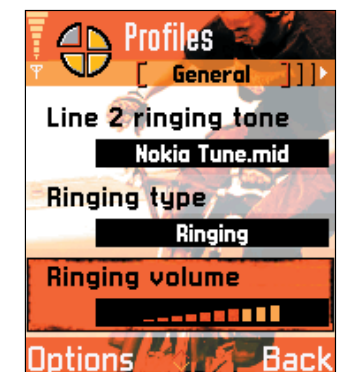 Profiles
General
Line 2 ringing tone
Nokia Tune.mid
Ringing type
Ringing
Ringing volume
Options Back